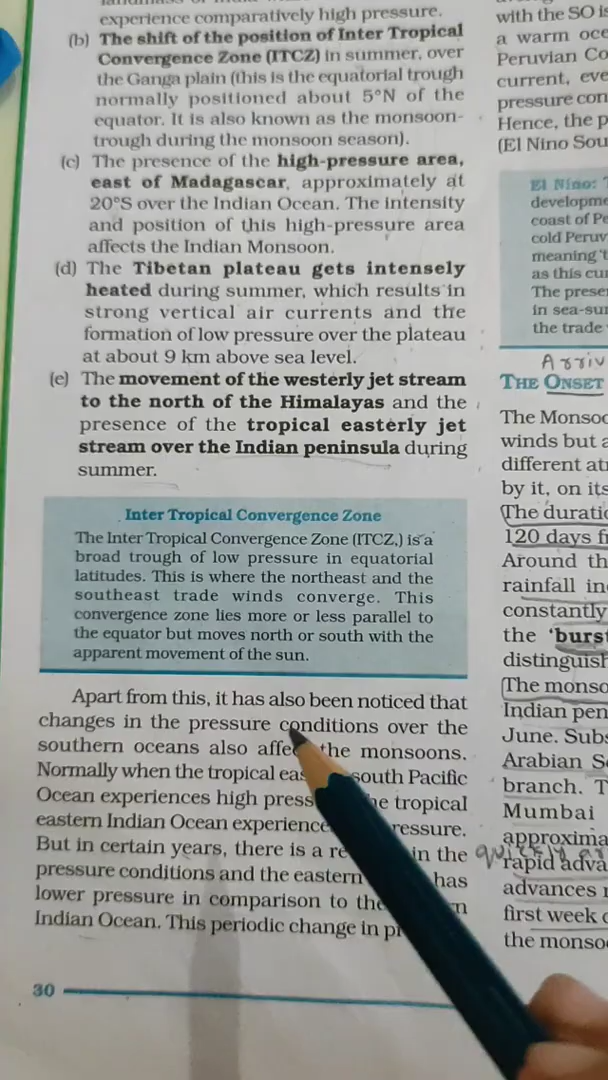 experience comparatively high pressure.
(b) The shift of the position of Inter Tropical
Convergence Zone (ITCZ) in summer, over
the Ganga plain (this is the equatorial trough
normally positioned about 5°N of the
equator. It is also known as the monsoon-
trough during the monsoon season).
(c) The presence of the high-pressure area,
east of Madagascar, approximately at
20°S over the Indian Ocean. The intensity
and position of this high-pressure area
affects the Indian Monsoon.
(d) The Tibetan plateau gets intensely
heated during summer, which results in
strong vertical air currents and the
formation of low pressure over the plateau
at about 9 km above sea level.
(e) The movement of the westerly jet stream
to the north of the Himalayas and the
presence of the tropical easterly jet
stream over the Indian peninsula during
summer.
Inter Tropical Convergence Zone
The Inter Tropical Convergence Zone (ITCZ,) is a
broad trough of low pressure in equatorial
latitudes. This is where the northeast and the
southeast trade winds converge. This
convergence zone lies more or less parallel to
the equator but moves north or south with the
apparent movement of the sun.
Apart from this, it has also been noticed that
changes in the pressure conditions over the
southern oceans also affe the monsoons.
Normally when the tropical eas south Pacific
Ocean experiences high press he tropical
eastern Indian Ocean experience ressure.
But in certain years, there is a re in the
pressure conditions and the eastern has
lower pressure in comparison to the n
Indian Ocean. This periodic change in pr
30
with the SO is
a warm oce
Peruvian Co
current, eve
pressure con
Hence, the p
(El Nino Sou
El Nino:
developme
coast of Pe
cold Peruv
meaning 't
as this cur
The prese
in sea-sur
the trade
Arriv
THE ONSET
The Monsoo
winds but a
different at
by it, on its
The duratio
120 days f
Around th
rainfall in
constantly
the 'burst
distinguish
The monso
Indian pen
June. Subs
Arabian S
branch. T
Mumbai
approxima
quickly
rapid adva
advances
first week o
the monso